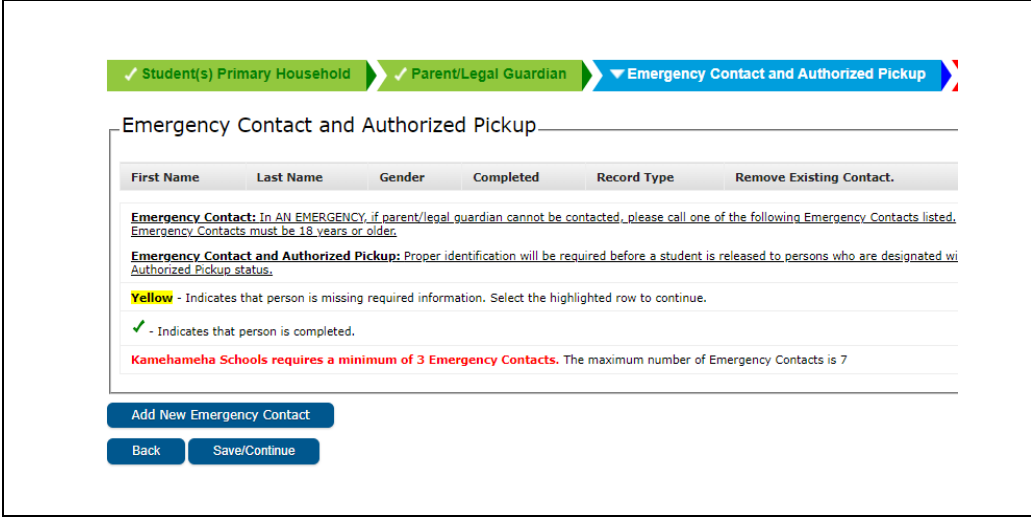 Student(s) Primary Household Parent/Legal Guardian Emergency Contact and Authorized Pickup
Emergency Contact and Authorized Pickup
First Name Last Name Gender Completed Record Type Remove Existing Contact.
Emergency Contact: In AN EMERGENCY, if parent/legal guardian cannot be contacted, please call one of the following Emergency Contacts listed.
Emergency Contacts must be 18 years or older.
Emergency Contact and Authorized Pickup: Proper identification will be required before a student is released to persons who are designated wi
Authorized Pickup status.
Yellow - Indicates that person is missing required information. Select the highlighted row to continue.
✓ - Indicates that person is completed.
Kamehameha Schools requires a minimum of 3 Emergency Contacts. The maximum number of Emergency Contacts is 7
Add New Emergency Contact
Back Save/Continue